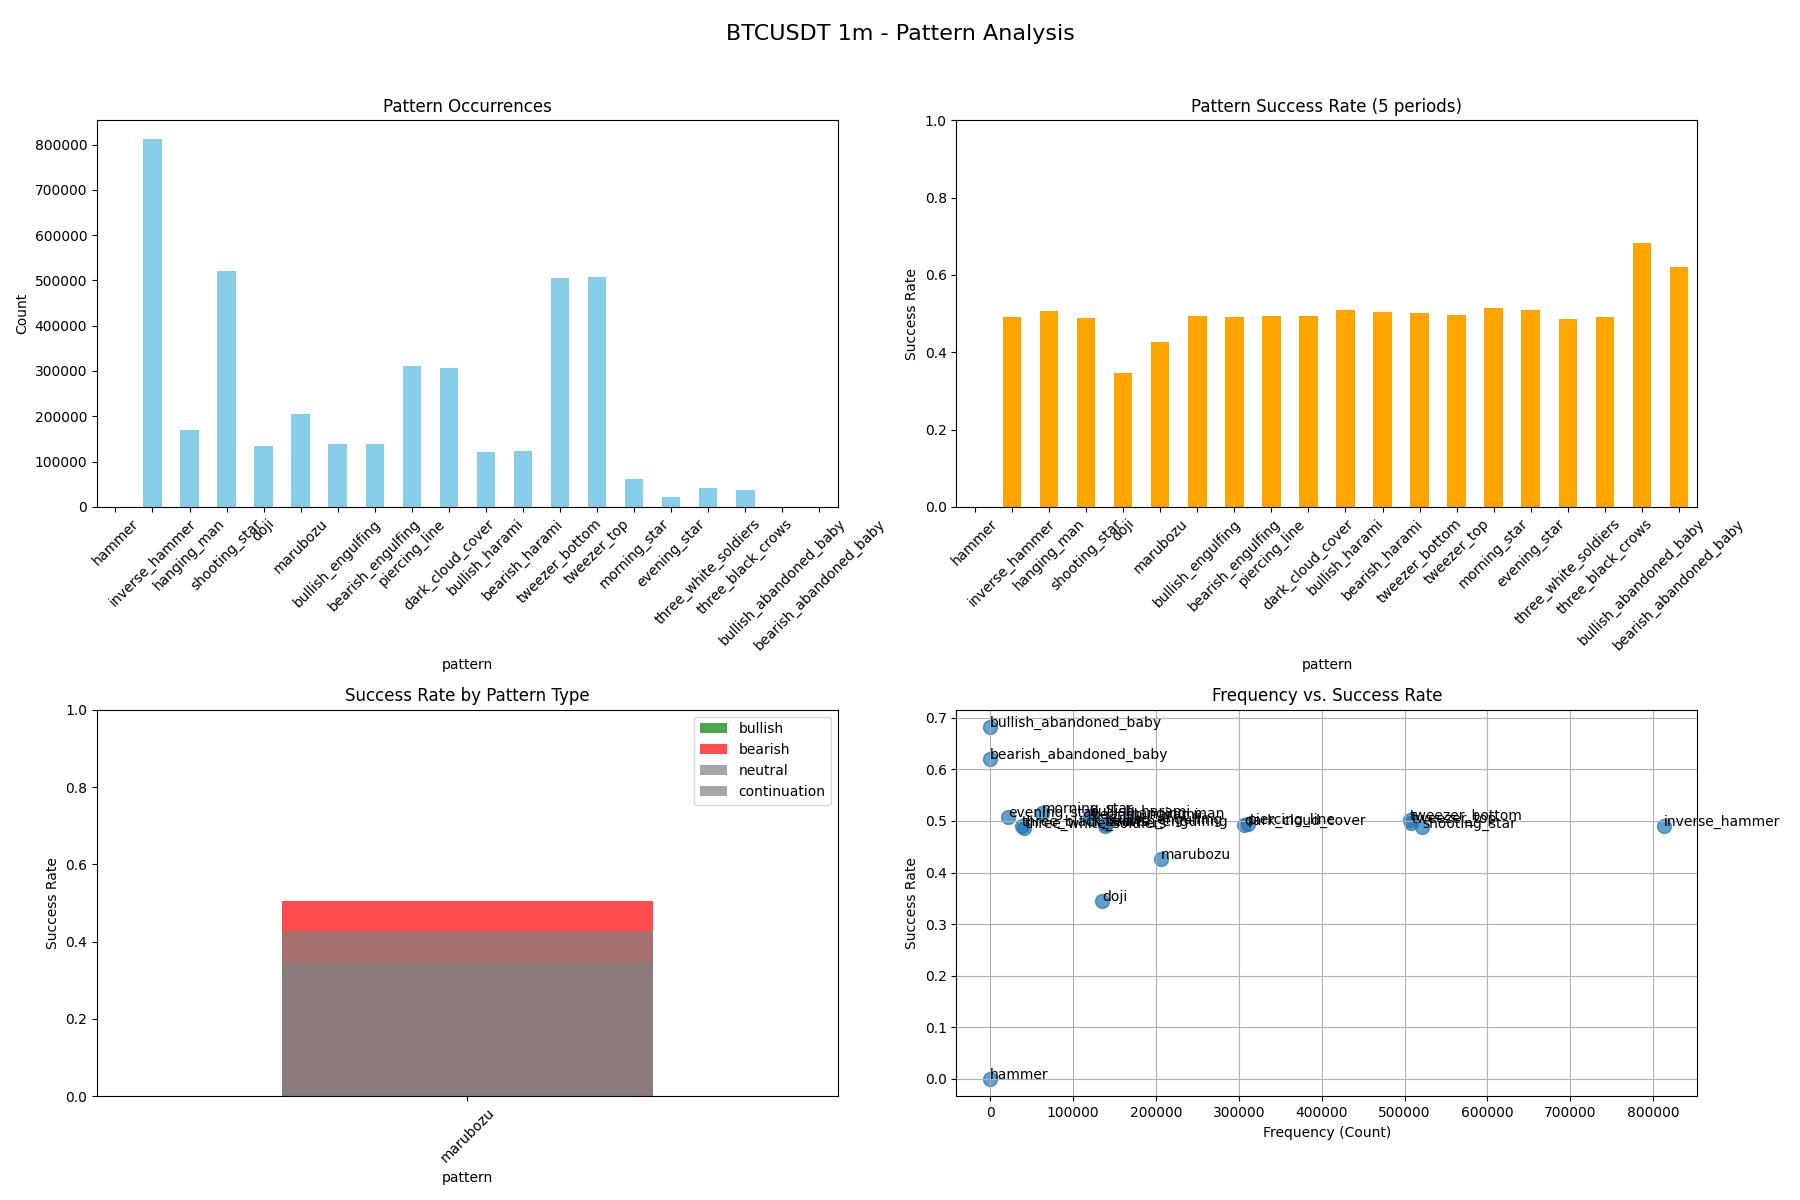 BTCUSDT 1m - Pattern Analysis
Pattern Occurrences
Count
800000
700000
600000
500000
400000
300000
200000
100000
0
hammer
inverse_hammer
hanging_man
shooting_star
doji
marubozu
bullish_engulfing
bearish_engulfing
piercing_line
dark_cloud_cover
bullish_harami
bearish_harami
tweezer_bottom
tweezer_top
morning_star
evening_star
three_white_soldiers
three_black_crows
bullish_abandoned_baby
bearish_abandoned_baby
pattern
Pattern Success Rate (5 periods)
Success Rate
1.0
0.8
0.6
0.4
0.2
0.0
hammer
inverse_hammer
hanging_man
shooting_star
doji
marubozu
bullish_engulfing
bearish_engulfing
piercing_line
dark_cloud_cover
bullish_harami
bearish_harami
tweezer_bottom
tweezer_top
morning_star
evening_star
three_white_soldiers
three_black_crows
bullish_abandoned_baby
bearish_abandoned_baby
pattern
Success Rate by Pattern Type
Success Rate
1.0
0.8
0.6
0.4
0.2
0.0
bullish
bearish
neutral
continuation
marubozu
pattern
Frequency vs. Success Rate
Success Rate
0.7
0.6
0.5
0.4
0.3
0.2
0.1
0.0
bullish_abandoned_baby
bearish_abandoned_baby
morning_star
evening_star
piercing_line
dark_cloud_cover
tweezer_bottom
tweezer_top
shooting_star
inverse_hammer
marubozu
doji
hammer
0
100000
200000
300000
400000
500000
600000
700000
800000
Frequency (Count)